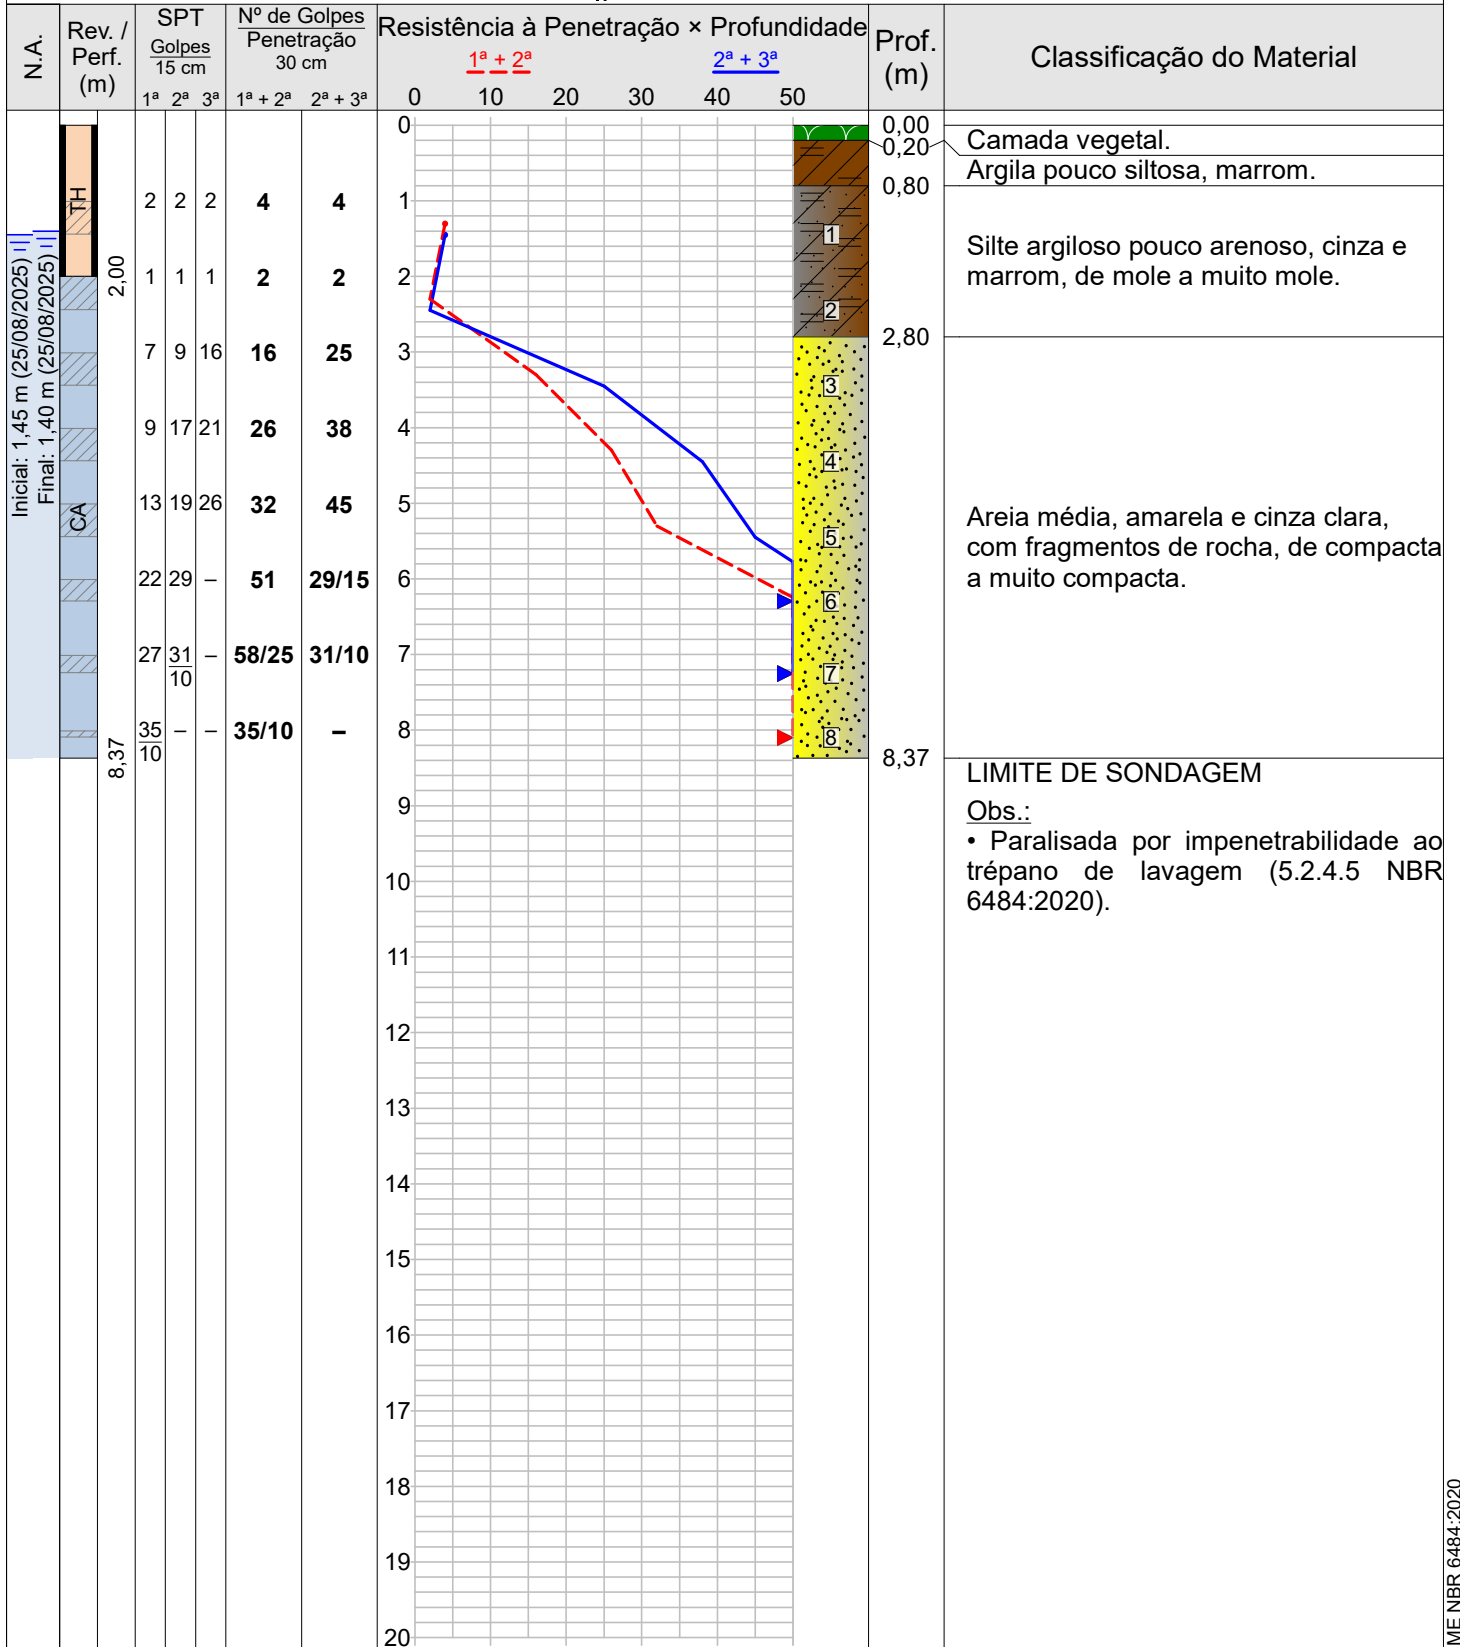 N.A.
Rev. /
Perf.
(m)
SPT
Golpes
15 cm
1ª 2ª 3ª
Nº de Golpes
Penetração
30 cm
1ª + 2ª 2ª + 3ª
Resistência à Penetração × Profundidade
1ª + 2ª 2ª + 3ª
0 10 20 30 40 50
Prof.
(m)
Classificação do Material
Inicial: 1,45 m (25/08/2025)
Final: 1,40 m (25/08/2025)
TH
2,00
CA
8,37
2 2 2 4 4
1 1 1 2 2
7 9 16 16 25
9 17 21 26 38
13 19 26 32 45
22 29 – 51 29/15
27 31 – 58/25 31/10
10
35 – – 35/10 –
10
0
1
2
3
4
5
6
7
8
9
10
11
12
13
14
15
16
17
18
19
20
1
2
3
4
5
6
7
8
0,00
0,20
0,80
2,80
8,37
Camada vegetal.
Argila pouco siltosa, marrom.
Silte argiloso pouco arenoso, cinza e
marrom, de mole a muito mole.
Areia média, amarela e cinza clara,
com fragmentos de rocha, de compacta
a muito compacta.
LIMITE DE SONDAGEM
Obs.:
• Paralisada por impenetrabilidade ao
trépano de lavagem (5.2.4.5 NBR
6484:2020).
ME NBR 6484:2020